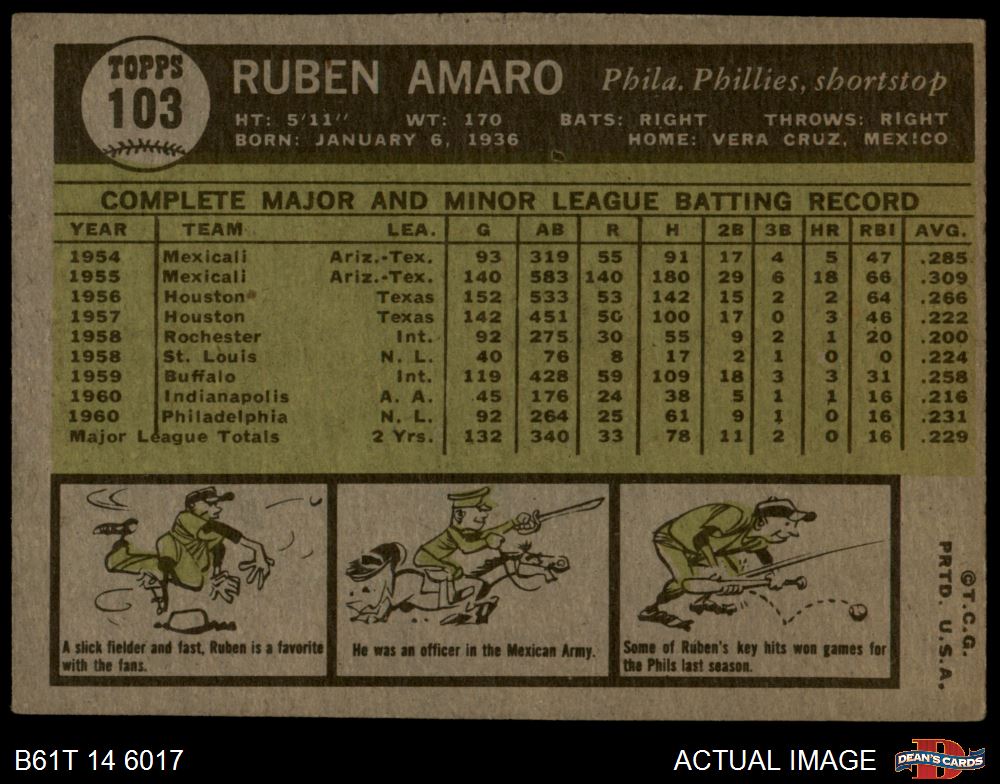 TOPPS
103
RUBEN AMARO Phila. Phillies, shortstop
HT: 5'11" WT: 170 BATS: RIGHT THROWS: RIGHT
BORN: JANUARY 6, 1936 HOME: VERA CRUZ, MEXICO
COMPLETE MAJOR AND MINOR LEAGUE BATTING RECORD
YEAR TEAM LEA. G AB R H 2B 3B HR RBI AVG.
1954 Mexicali Ariz.-Tex. 93 319 55 91 17 4 5 47 .285
1955 Mexicali Ariz.-Tex. 140 583 140 180 29 6 18 66 .309
1956 Houston Texas 152 533 53 142 15 2 2 64 .266
1957 Houston Texas 142 451 50 100 17 0 3 46 .222
1958 Rochester Int. 92 275 30 55 9 2 1 20 .200
1958 St. Louis N. L. 40 76 8 17 2 1 0 0 .224
1959 Buffalo Int. 119 428 59 109 18 3 3 31 .258
1960 Indianapolis A. A. 45 176 24 38 5 1 1 16 .216
1960 Philadelphia N. L. 92 264 25 61 9 1 0 16 .231
Major League Totals 2 Yrs. 132 340 33 78 11 2 0 16 .229
A slick fielder and fast, Ruben is a favorite
with the fans.
He was an officer in the Mexican Army.
Some of Ruben's key hits won games for
the Phils last season.
©T.C.G.
PRTD. U.S.A.
B61T 14 6017 ACTUAL IMAGE
DEAN'S CARDS